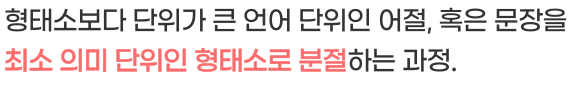 형태소보다 단위가 큰 언어 단위인 어절, 혹은 문장을
최소 의미 단위인 형태소로 분절하는 과정.